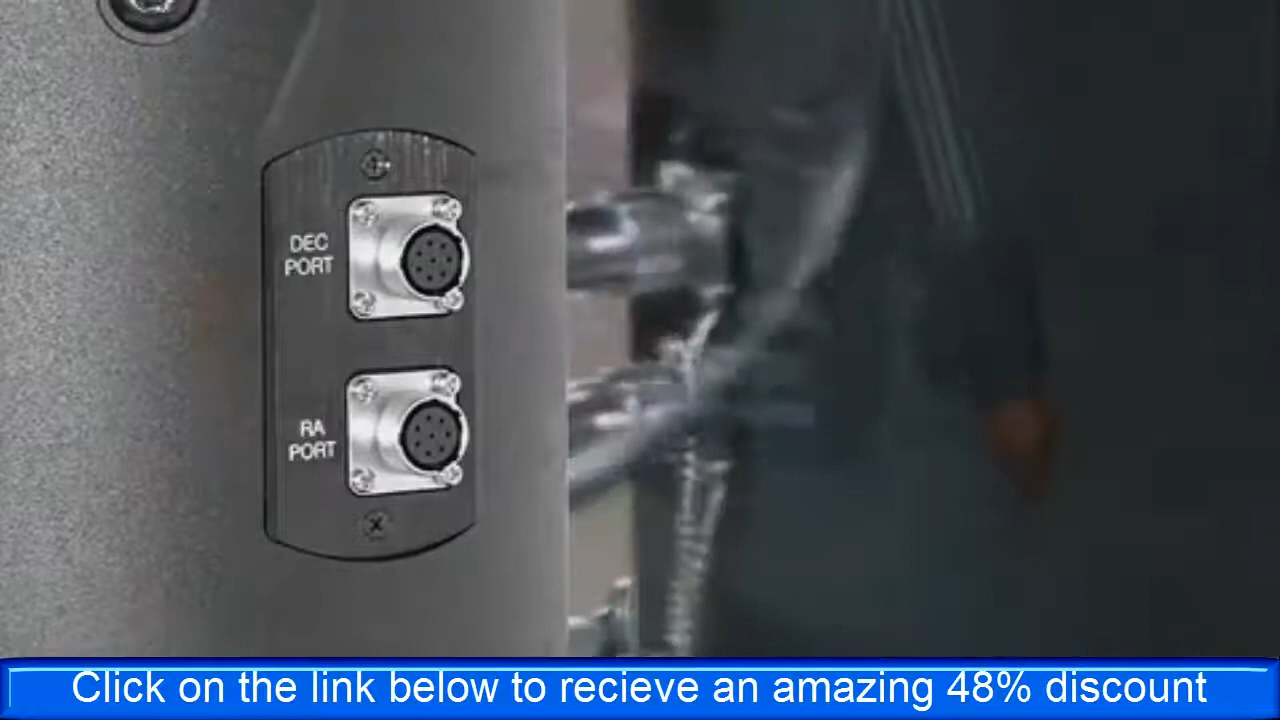 DEC
PORT
RA
PORT
Click on the link below to recieve an amazing 48% discount